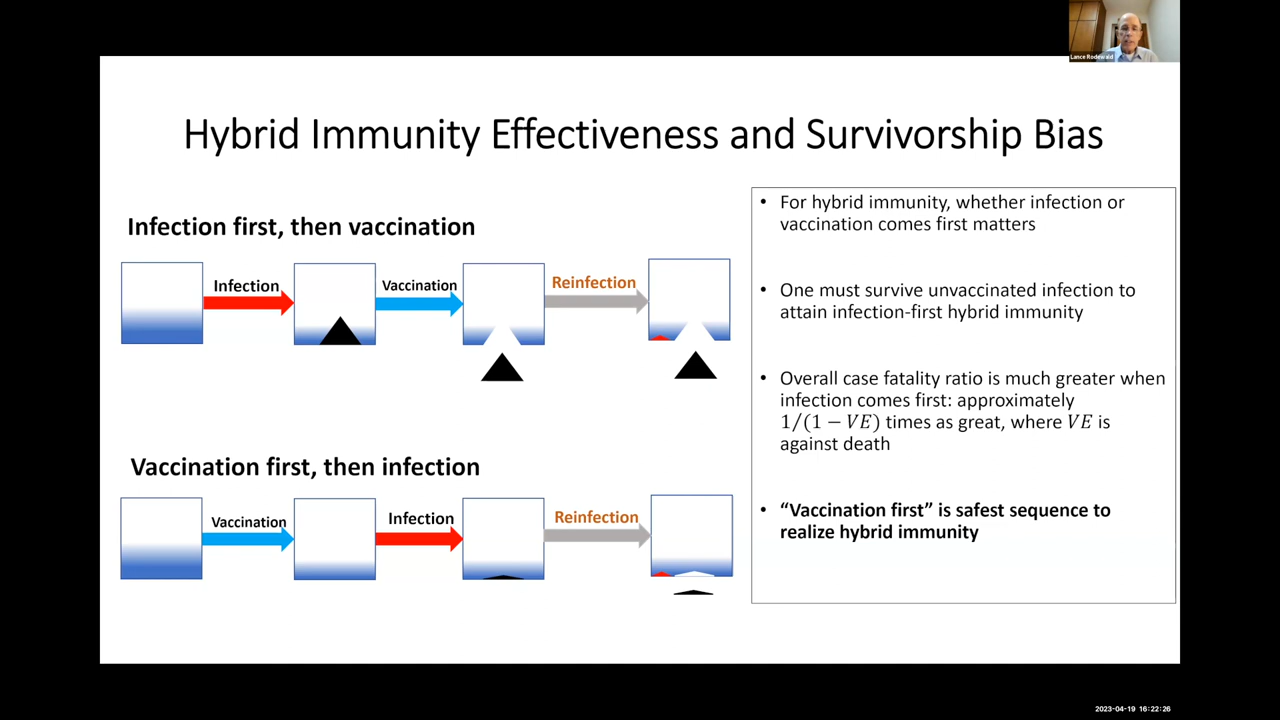 Lance Rodewald
Hybrid Immunity Effectiveness and Survivorship Bias
Infection first, then vaccination
Infection
Vaccination
Reinfection
Vaccination first, then infection
Vaccination
Infection
Reinfection
• For hybrid immunity, whether infection or
vaccination comes first matters
• One must survive unvaccinated infection to
attain infection-first hybrid immunity
• Overall case fatality ratio is much greater when
infection comes first: approximately
1/(1 − VE) times as great, where VE is
against death
• “Vaccination first” is safest sequence to
realize hybrid immunity
2023-04-19 16:22:26